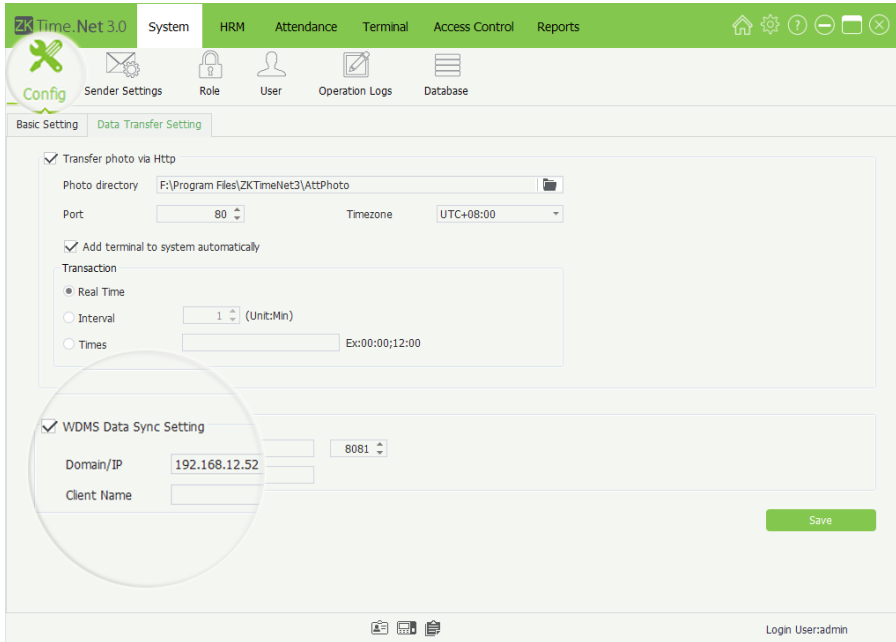 ZKTime.Net 3.0 System HRM Attendance Terminal Access Control Reports
Config Sender Settings Role User Operation Logs Database
Basic Setting Data Transfer Setting
Transfer photo via Http
Photo directory F:\Program Files\ZKTimeNet3\AttPhoto
Port 80 Timezone UTC+08:00
Add terminal to system automatically
Transaction
Real Time
Interval 1 (Unit:Min)
Times Ex:00:00;12:00
WDMS Data Sync Setting
Domain/IP 192.168.12.52 8081
Client Name
Save
Login User:admin